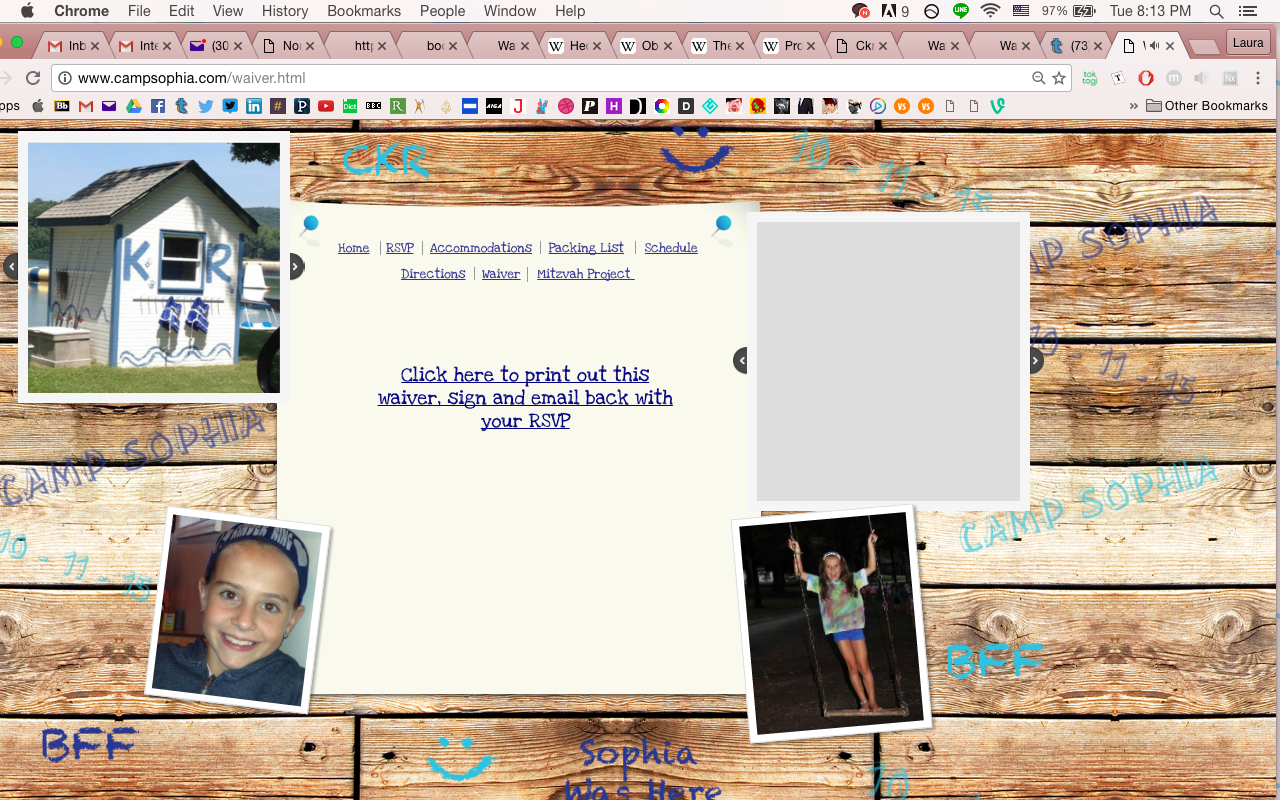 Chrome File Edit View History Bookmarks People Window Help 9 97% Tue 8:13 PM
Inb Inte (30 Nor http boo Wa Hec Ob The Pro Ckr Wa Wa (73 Laura
www.campsophia.com/waiver.html
Other Bookmarks
CKR
10 - 11 - 15
K R
Home | RSVP | Accommodations | Packing List | Schedule
Directions | Waiver | Mitzvah Project
CAMP SOPHIA
10 - 11 - 15
Click here to print out this
waiver, sign and email back with
your RSVP
CAMP SOPHIA
CAMP SOPHIA
10 - 11 - 15
BFF
BFF
Sophia
Was Here
10